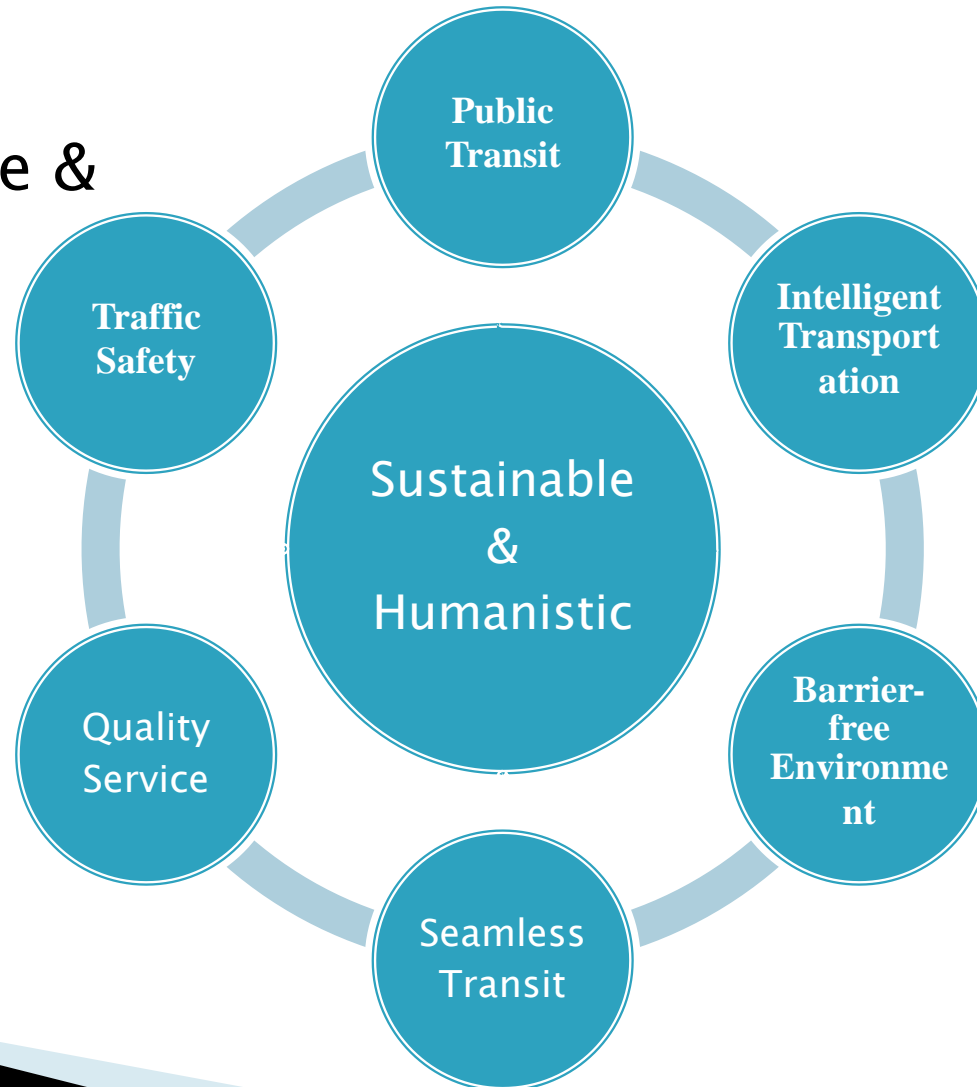 e &
Public
Transit
Intelligent
Transport
ation
Barrier-
free
Environme
nt
Seamless
Transit
Quality
Service
Traffic
Safety
Sustainable
&
Humanistic